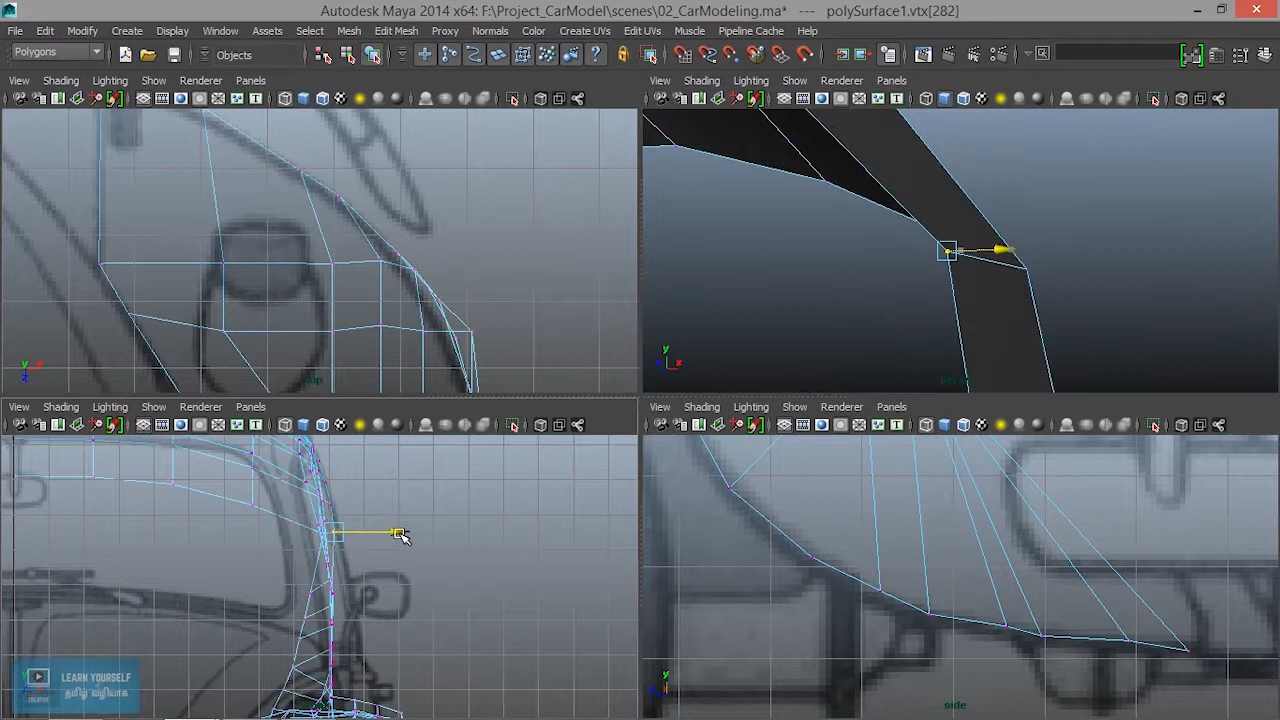 Autodesk Maya 2014 x64: F:\Project_CarModel\scenes\02_CarModeling.ma* --- polySurface1.vtx[282]
File Edit Modify Create Display Window Assets Select Mesh Edit Mesh Proxy Normals Color Create UVs Edit UVs Muscle Pipeline Cache Help
Polygons Objects
View Shading Lighting Show Renderer Panels
View Shading Lighting Show Renderer Panels
y x z top
y x persp
View Shading Lighting Show Renderer Panels
View Shading Lighting Show Renderer Panels
LEARN YOURSELF
தமிழ் வழியாக
CREATIVE
y side